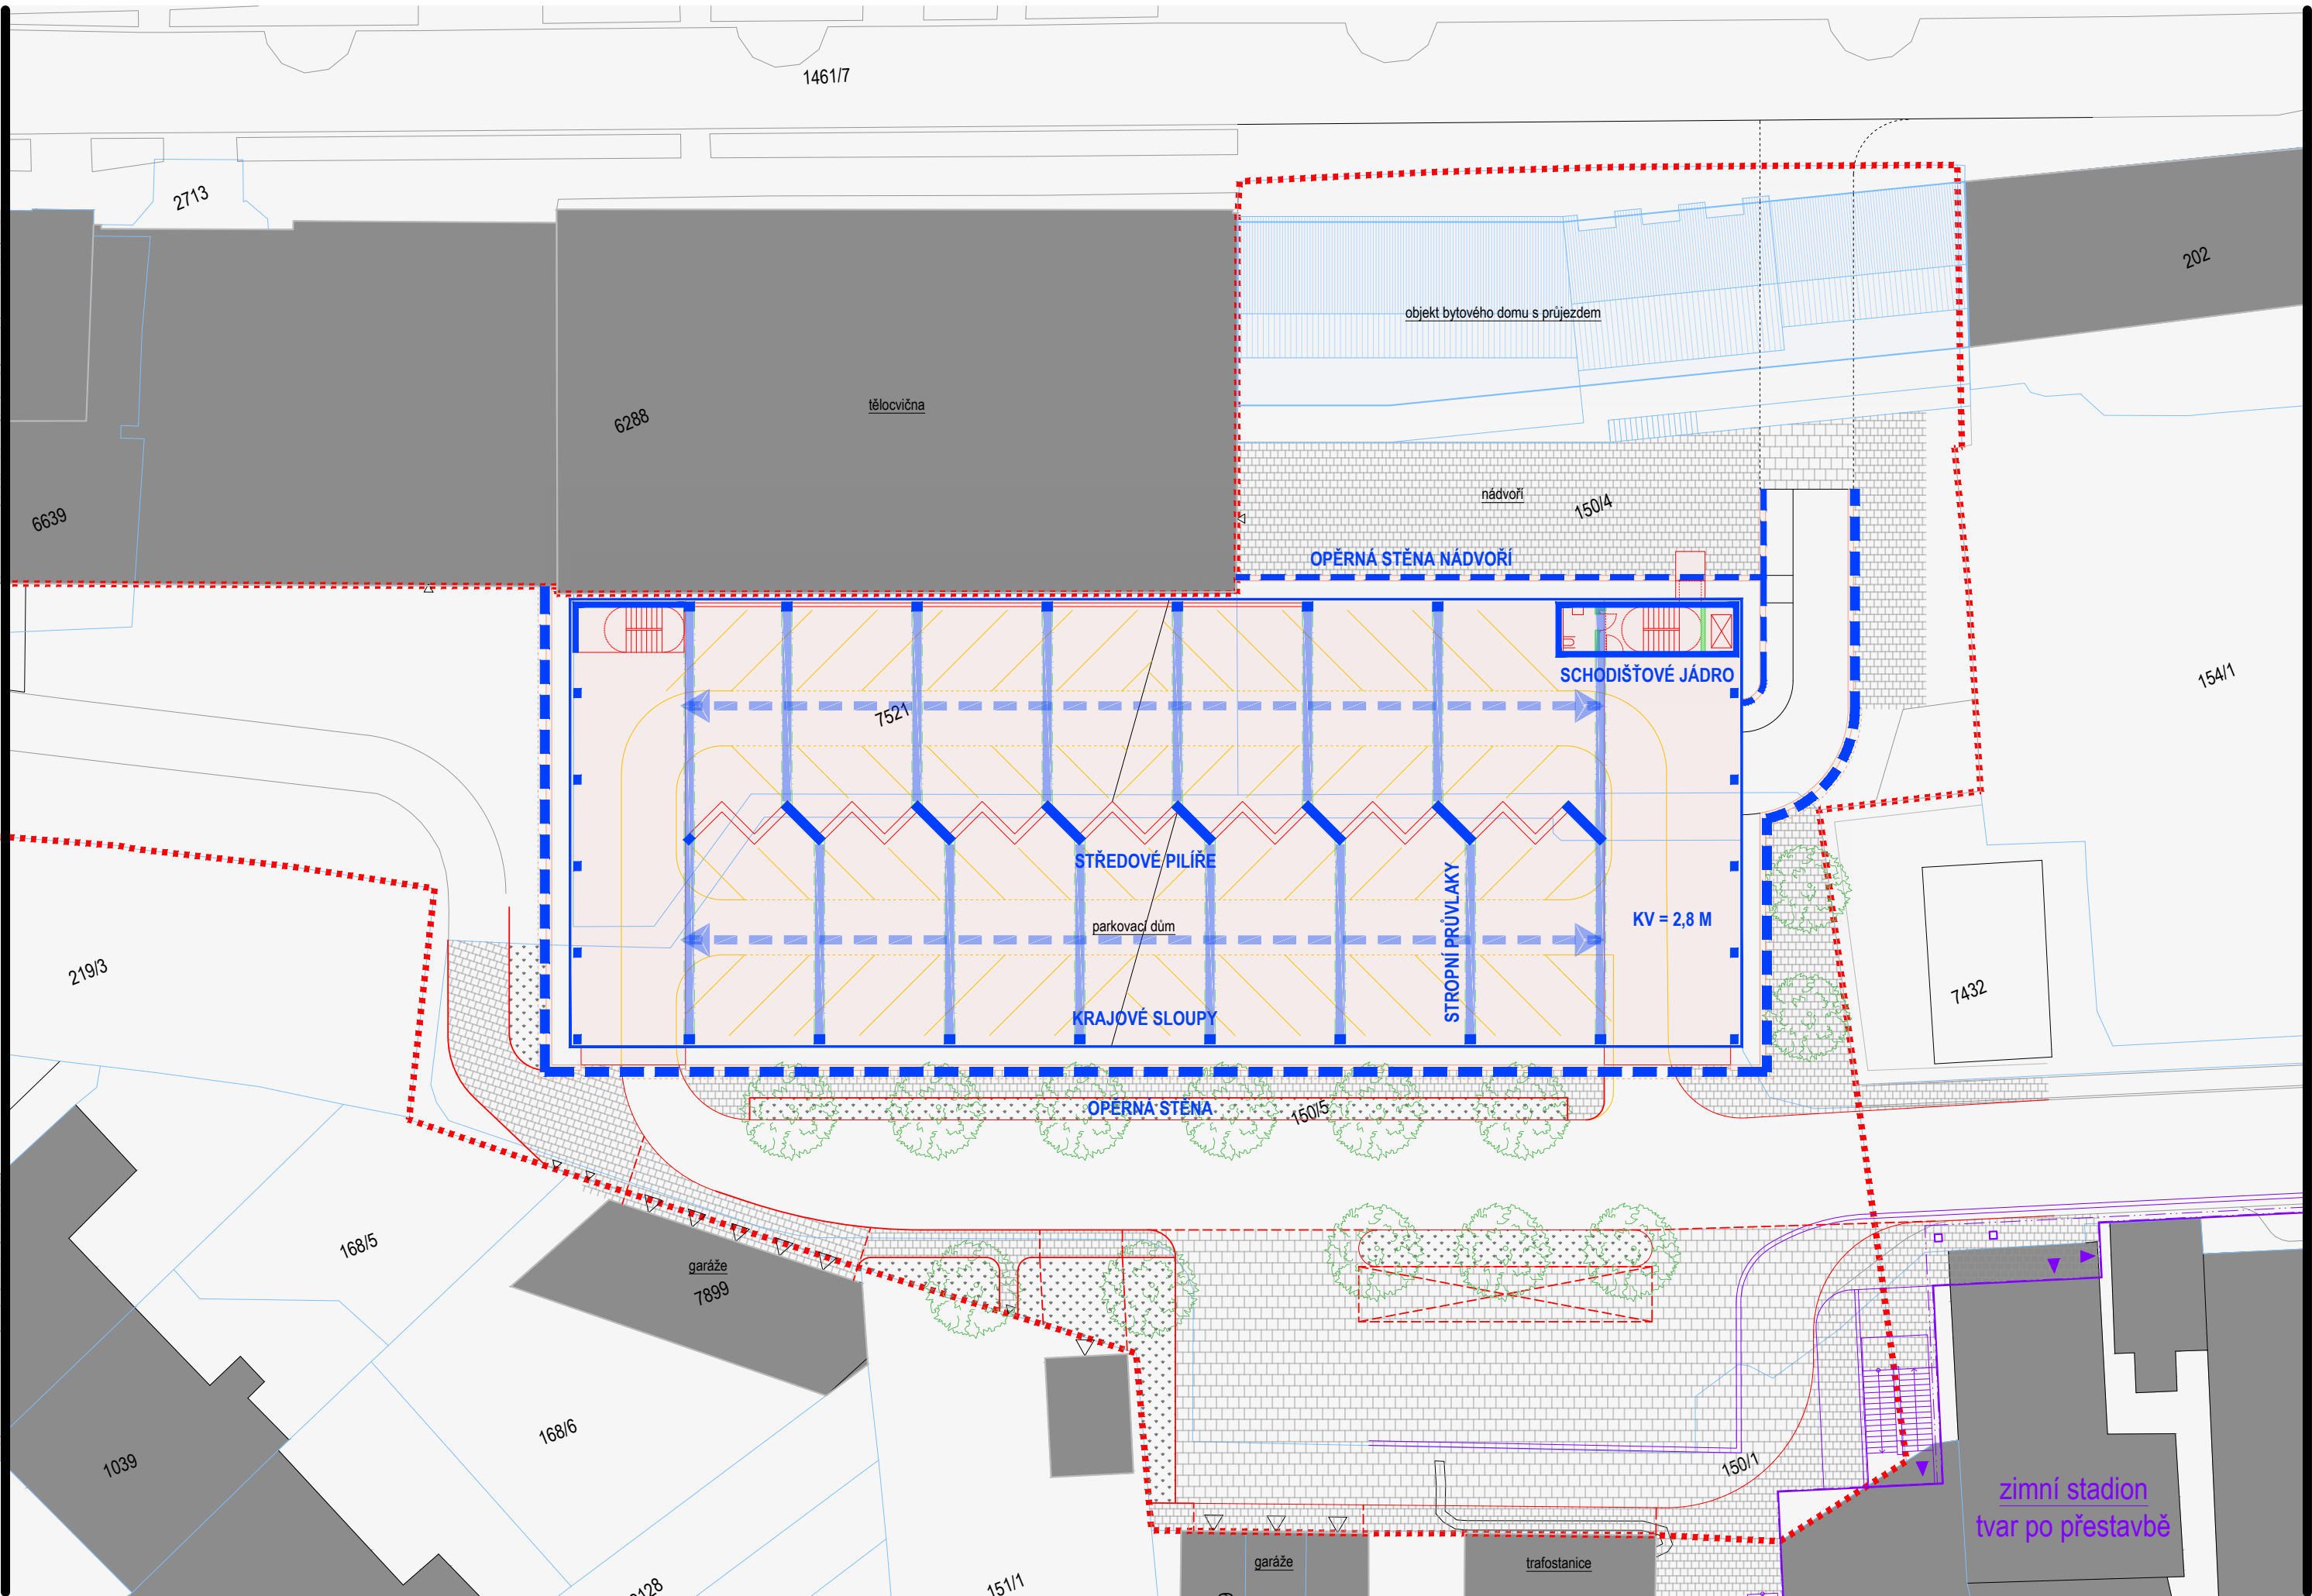 1461/7
2713
202
objekt bytového domu s průjezdem
tělocvična
6288
nádvoří
150/4
6639
OPĚRNÁ STĚNA NÁDVOŘÍ
SCHODIŠŤOVÉ JÁDRO
154/1
7521
STŘEDOVÉ PILÍŘE
STROPNÍ PRŮVLAKY
parkovací dům
KV = 2,8 M
219/3
7432
KRAJOVÉ SLOUPY
OPĚRNÁ STĚNA
150/5
168/5
garáže
7899
168/6
1039
150/1
zimní stadion
tvar po přestavbě
garáže
trafostanice
151/1